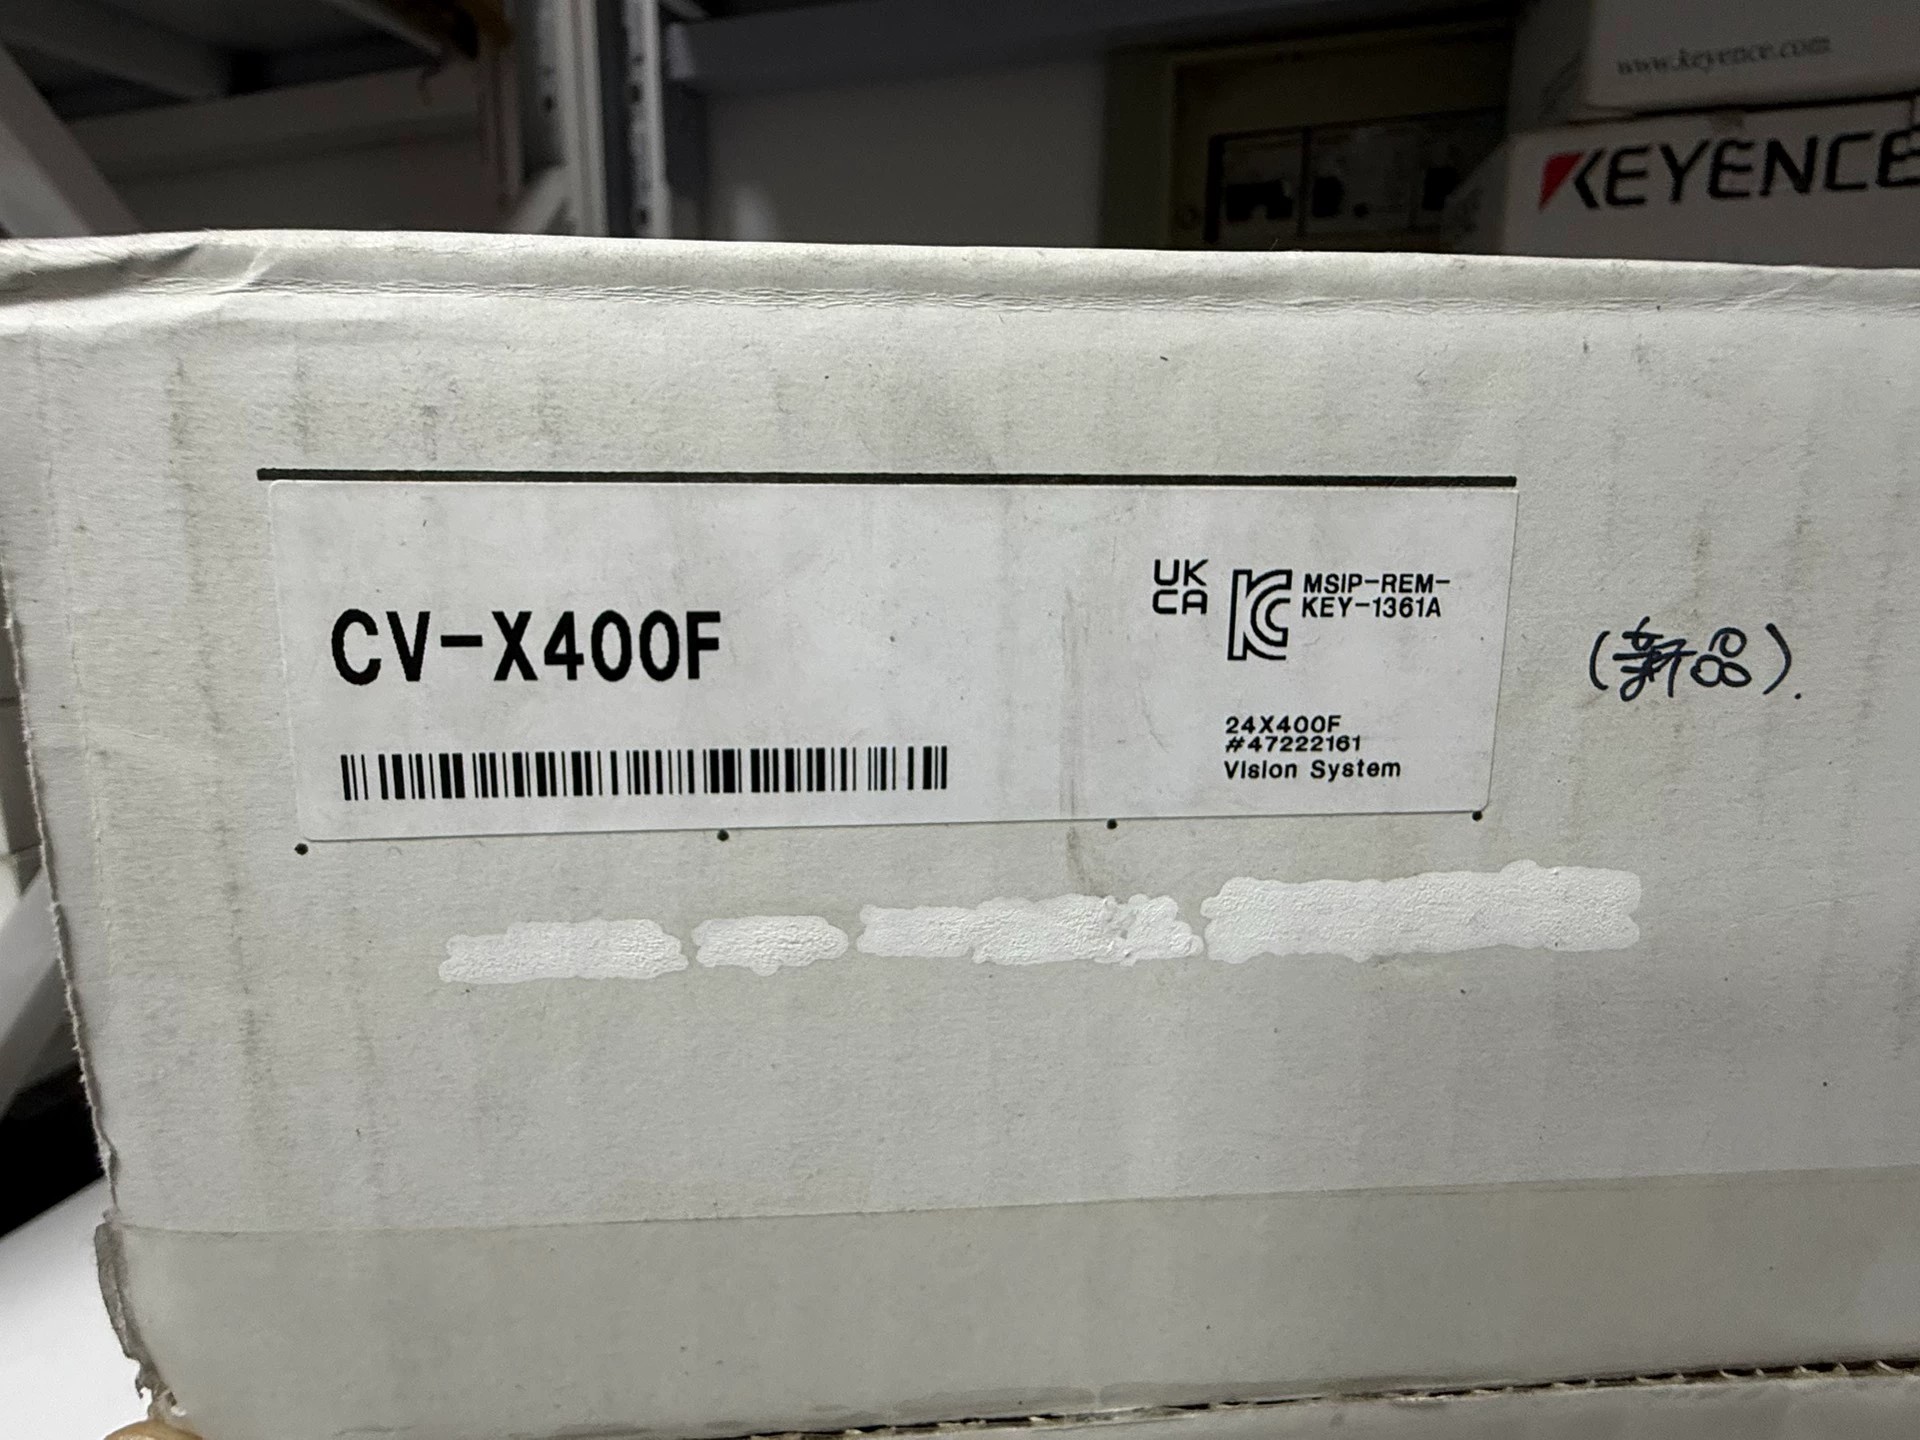 www.keyence.com
KEYENCE
CV-X400F
UK
CA
MSIP-REM-
KEY-1361A
(新品).
24X400F
#47222161
Vision System